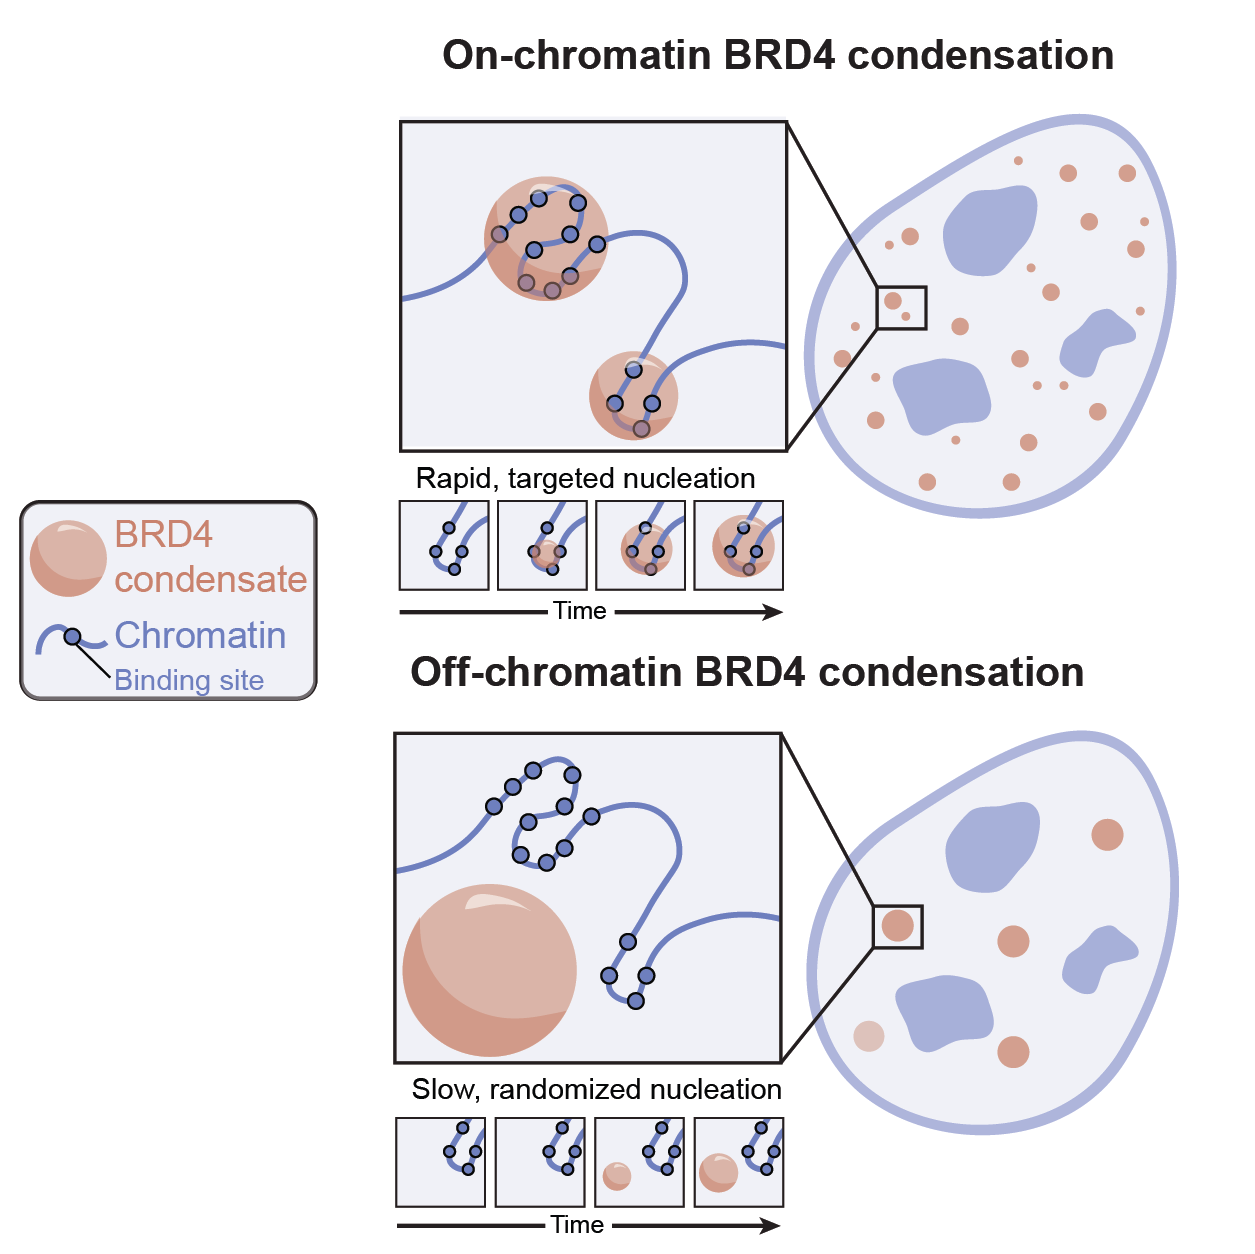 On-chromatin BRD4 condensation
Rapid, targeted nucleation
Time
BRD4
condensate
Chromatin
Binding site
Off-chromatin BRD4 condensation
Slow, randomized nucleation
Time